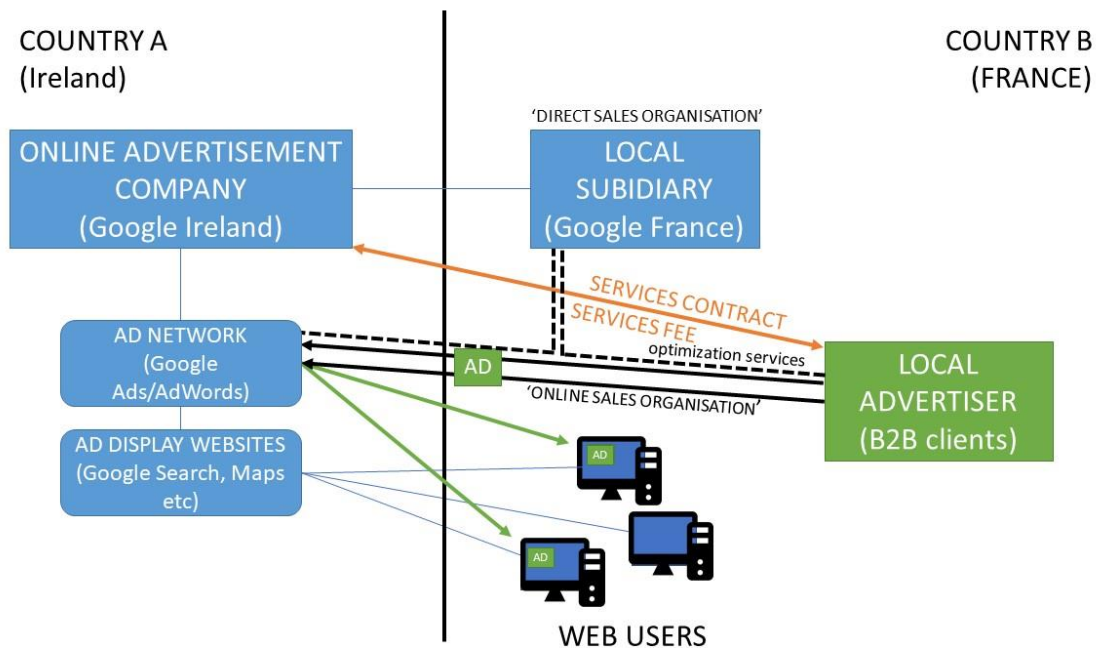 COUNTRY A
(Ireland)
COUNTRY B
(FRANCE)
'DIRECT SALES ORGANISATION'
ONLINE ADVERTISEMENT
COMPANY
(Google Ireland)
LOCAL
SUBSIDIARY
(Google France)
SERVICES CONTRACT
SERVICES FEE
optimization services
AD NETWORK
(Google
Ads/AdWords)
AD
'ONLINE SALES ORGANISATION'
LOCAL
ADVERTISER
(B2B clients)
AD DISPLAY WEBSITES
(Google Search, Maps
etc)
AD
AD
WEB USERS